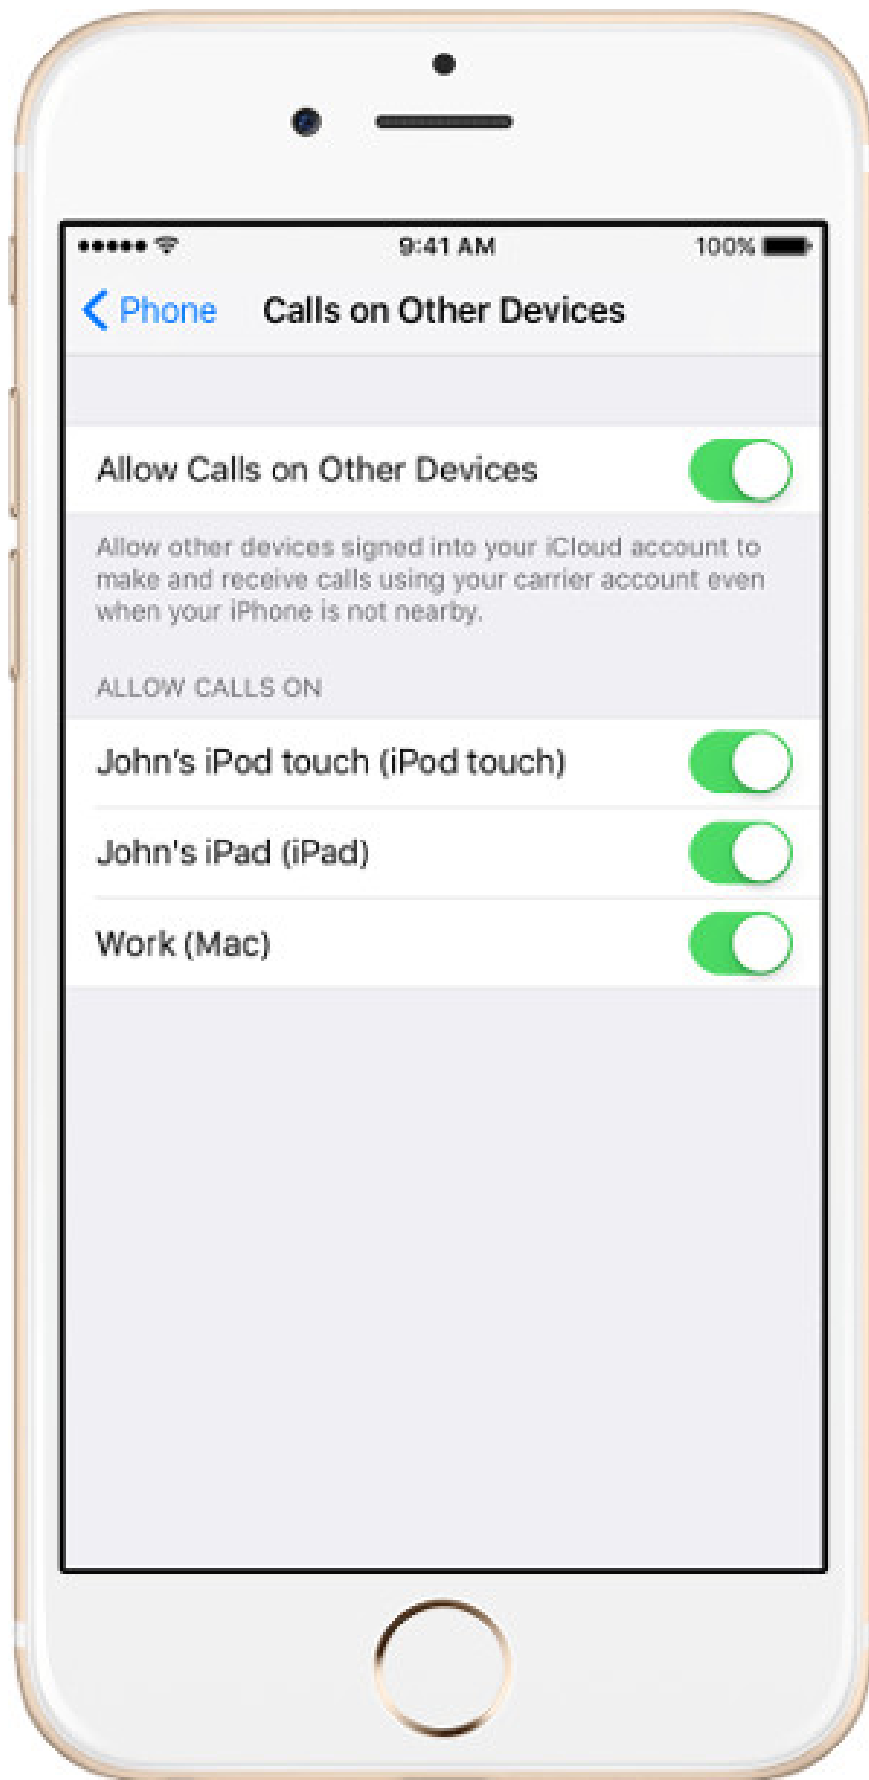 9:41 AM 100%
Phone Calls on Other Devices
Allow Calls on Other Devices
Allow other devices signed into your iCloud account to
make and receive calls using your carrier account even
when your iPhone is not nearby.
ALLOW CALLS ON
John's iPod touch (iPod touch)
John's iPad (iPad)
Work (Mac)